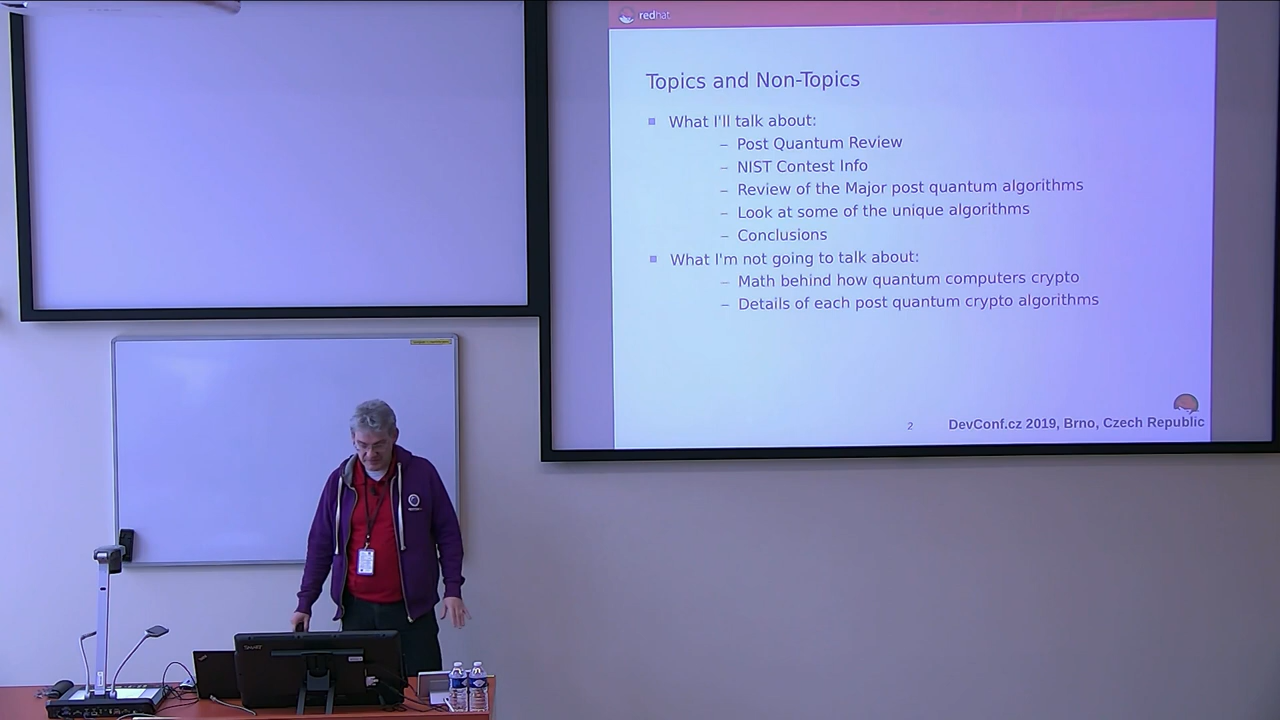 redhat
Topics and Non-Topics
What I'll talk about:
– Post Quantum Review
– NIST Contest Info
– Review of the Major post quantum algorithms
– Look at some of the unique algorithms
– Conclusions
What I'm not going to talk about:
– Math behind how quantum computers crypto
– Details of each post quantum crypto algorithms
2
DevConf.cz 2019, Brno, Czech Republic